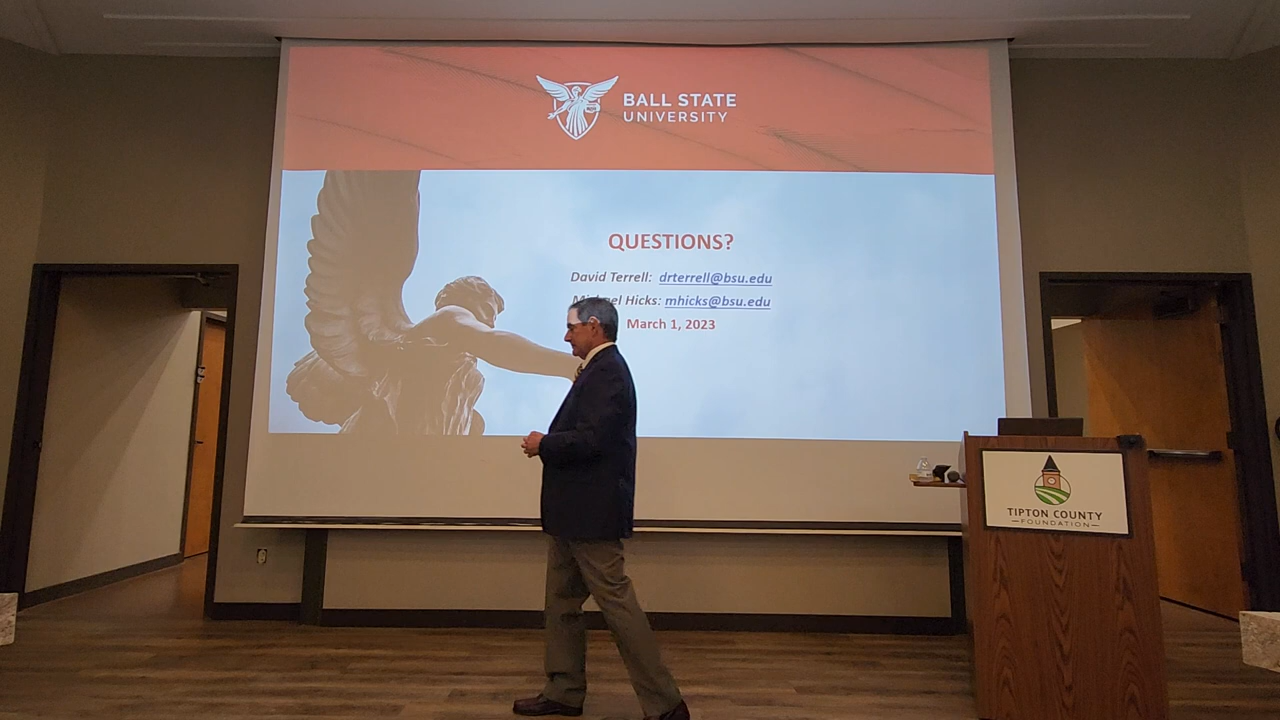 BALL STATE
UNIVERSITY
QUESTIONS?
David Terrell: drterrell@bsu.edu
Hicks: mhicks@bsu.edu
March 1, 2023
TIPTON COUNTY
FOUNDATION